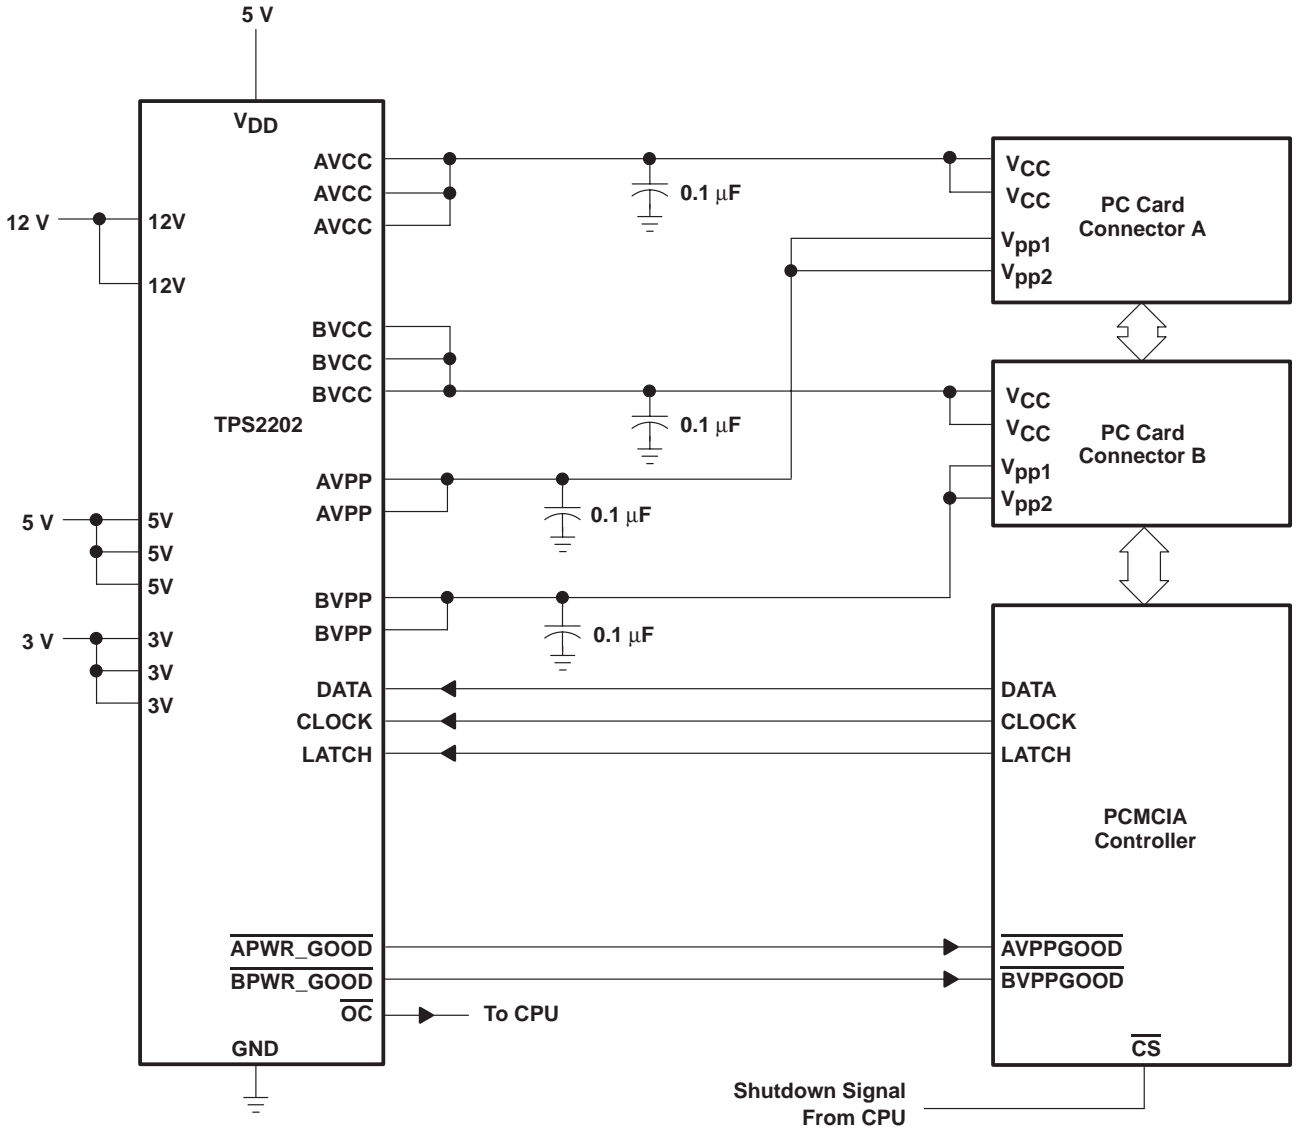 5 V
VDD
12 V
12V
12V
5 V
5V
5V
5V
3 V
3V
3V
3V
TPS2202
AVCC
AVCC
AVCC
BVCC
BVCC
BVCC
AVPP
AVPP
BVPP
BVPP
DATA
CLOCK
LATCH
APWR_GOOD
BPWR_GOOD
OC
GND
0.1 μF
0.1 μF
0.1 μF
0.1 μF
To CPU
VCC
VCC
Vpp1
Vpp2
PC Card
Connector A
VCC
VCC
Vpp1
Vpp2
PC Card
Connector B
DATA
CLOCK
LATCH
PCMCIA
Controller
AVPPGOOD
BVPPGOOD
CS
Shutdown Signal
From CPU